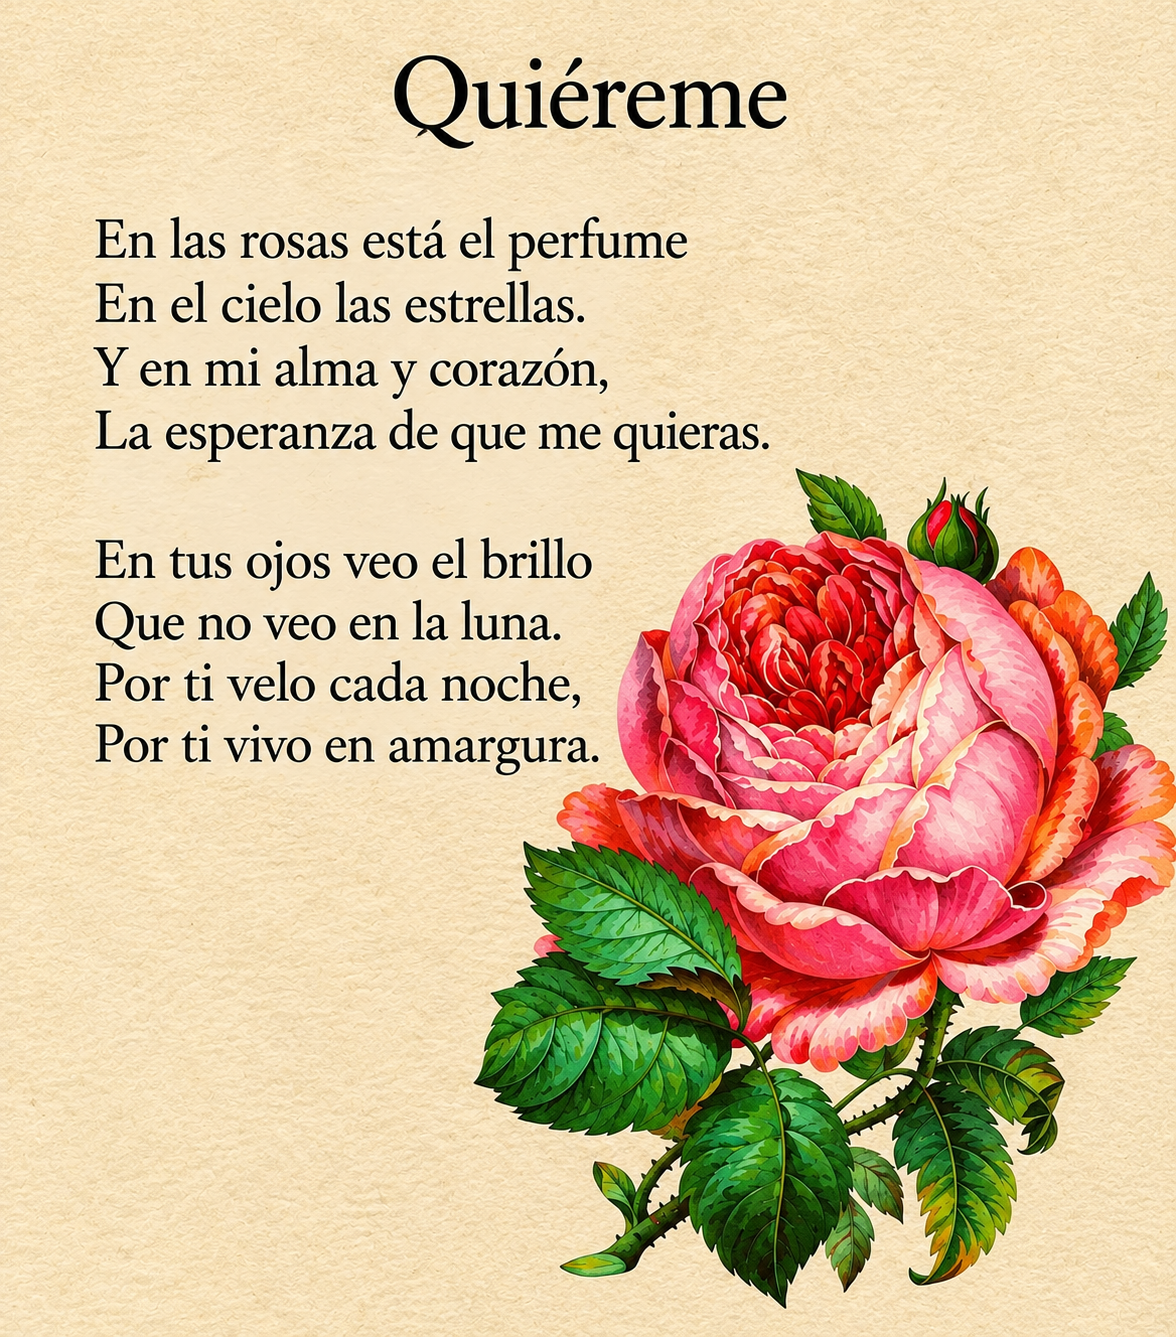 Quiéreme
En las rosas está el perfume
En el cielo las estrellas.
Y en mi alma y corazón,
La esperanza de que me quieras.
En tus ojos veo el brillo
Que no veo en la luna.
Por ti velo cada noche,
Por ti vivo en amargura.